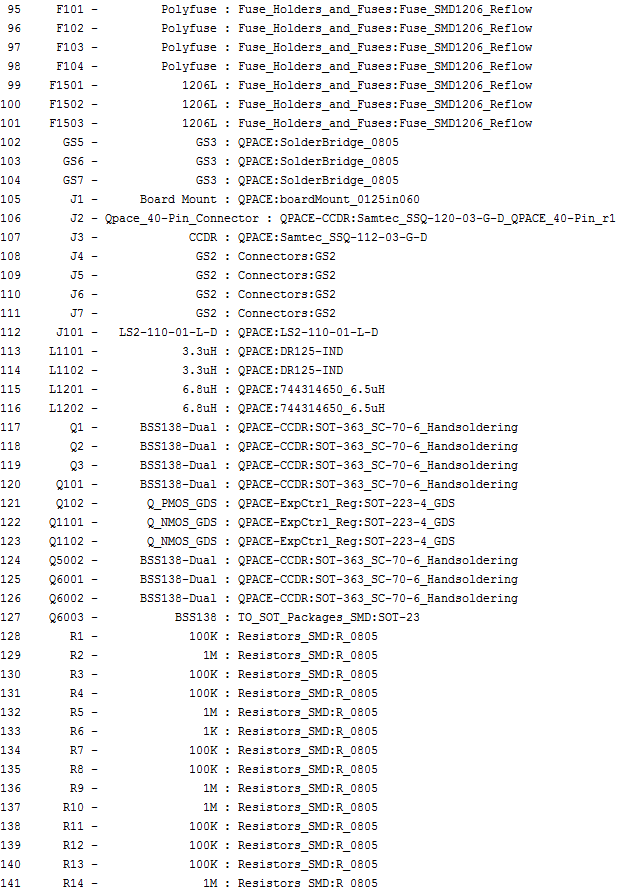 95 F101 - Polyfuse : Fuse_Holders_and_Fuses:Fuse_SMD1206_Reflow
96 F102 - Polyfuse : Fuse_Holders_and_Fuses:Fuse_SMD1206_Reflow
97 F103 - Polyfuse : Fuse_Holders_and_Fuses:Fuse_SMD1206_Reflow
98 F104 - Polyfuse : Fuse_Holders_and_Fuses:Fuse_SMD1206_Reflow
99 F1501 - 1206L : Fuse_Holders_and_Fuses:Fuse_SMD1206_Reflow
100 F1502 - 1206L : Fuse_Holders_and_Fuses:Fuse_SMD1206_Reflow
101 F1503 - 1206L : Fuse_Holders_and_Fuses:Fuse_SMD1206_Reflow
102 GS5 - GS3 : QPACE:SolderBridge_0805
103 GS6 - GS3 : QPACE:SolderBridge_0805
104 GS7 - GS3 : QPACE:SolderBridge_0805
105 J1 - Board Mount : QPACE:boardMount_0125in060
106 J2 - Qpace_40-Pin_Connector : QPACE-CCDR:Samtec_SSQ-120-03-G-D_QPACE_40-Pin_r1
107 J3 - CCDR : QPACE:Samtec_SSQ-112-03-G-D
108 J4 - GS2 : Connectors:GS2
109 J5 - GS2 : Connectors:GS2
110 J6 - GS2 : Connectors:GS2
111 J7 - GS2 : Connectors:GS2
112 J101 - LS2-110-01-L-D : QPACE:LS2-110-01-L-D
113 L1101 - 3.3uH : QPACE:DR125-IND
114 L1102 - 3.3uH : QPACE:DR125-IND
115 L1201 - 6.8uH : QPACE:744314650_6.5uH
116 L1202 - 6.8uH : QPACE:744314650_6.5uH
117 Q1 - BSS138-Dual : QPACE-CCDR:SOT-363_SC-70-6_Handsoldering
118 Q2 - BSS138-Dual : QPACE-CCDR:SOT-363_SC-70-6_Handsoldering
119 Q3 - BSS138-Dual : QPACE-CCDR:SOT-363_SC-70-6_Handsoldering
120 Q101 - BSS138-Dual : QPACE-CCDR:SOT-363_SC-70-6_Handsoldering
121 Q102 - Q_PMOS_GDS : QPACE-ExpCtrl_Reg:SOT-223-4_GDS
122 Q1101 - Q_NMOS_GDS : QPACE-ExpCtrl_Reg:SOT-223-4_GDS
123 Q1102 - Q_NMOS_GDS : QPACE-ExpCtrl_Reg:SOT-223-4_GDS
124 Q5002 - BSS138-Dual : QPACE-CCDR:SOT-363_SC-70-6_Handsoldering
125 Q6001 - BSS138-Dual : QPACE-CCDR:SOT-363_SC-70-6_Handsoldering
126 Q6002 - BSS138-Dual : QPACE-CCDR:SOT-363_SC-70-6_Handsoldering
127 Q6003 - BSS138 : TO_SOT_Packages_SMD:SOT-23
128 R1 - 100K : Resistors_SMD:R_0805
129 R2 - 1M : Resistors_SMD:R_0805
130 R3 - 100K : Resistors_SMD:R_0805
131 R4 - 100K : Resistors_SMD:R_0805
132 R5 - 1M : Resistors_SMD:R_0805
133 R6 - 1K : Resistors_SMD:R_0805
134 R7 - 100K : Resistors_SMD:R_0805
135 R8 - 100K : Resistors_SMD:R_0805
136 R9 - 1M : Resistors_SMD:R_0805
137 R10 - 1M : Resistors_SMD:R_0805
138 R11 - 100K : Resistors_SMD:R_0805
139 R12 - 100K : Resistors_SMD:R_0805
140 R13 - 100K : Resistors_SMD:R_0805
141 R14 - 1M : Resistors_SMD:R_0805